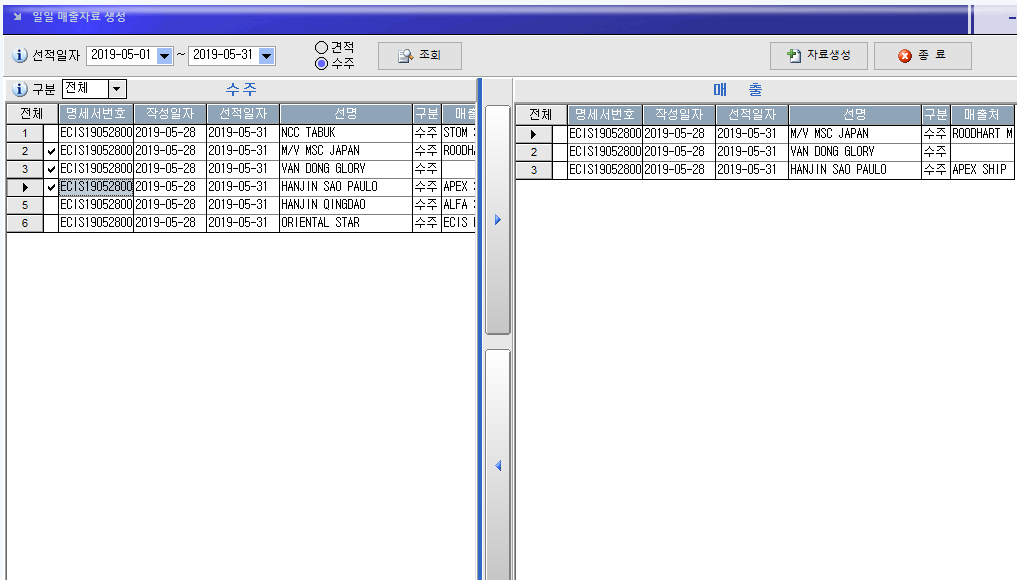 일일 매출자료 생성
선적일자 2019-05-01 ~ 2019-05-31 견적 수주 조회 자료생성 종 료
구분 전체 수주
전체 명세서번호 작성일자 선적일자 선명 구분 매출
1 ECIS19052800 2019-05-28 2019-05-31 NCC TABUK 수주 STOM
2 ECIS19052800 2019-05-28 2019-05-31 M/V MSC JAPAN 수주 ROODH
3 ECIS19052800 2019-05-28 2019-05-31 VAN DONG GLORY 수주
ECIS19052800 2019-05-28 2019-05-31 HANJIN SAO PAULO 수주 APEX
5 ECIS19052800 2019-05-28 2019-05-31 HANJIN QINGDAO 수주 ALFA
6 ECIS19052800 2019-05-28 2019-05-31 ORIENTAL STAR 수주 ECIS
매 출
전체 명세서번호 작성일자 선적일자 선명 구분 매출처
ECIS19052800 2019-05-28 2019-05-31 M/V MSC JAPAN 수주 ROODHART M
2 ECIS19052800 2019-05-28 2019-05-31 VAN DONG GLORY 수주
3 ECIS19052800 2019-05-28 2019-05-31 HANJIN SAO PAULO 수주 APEX SHIP